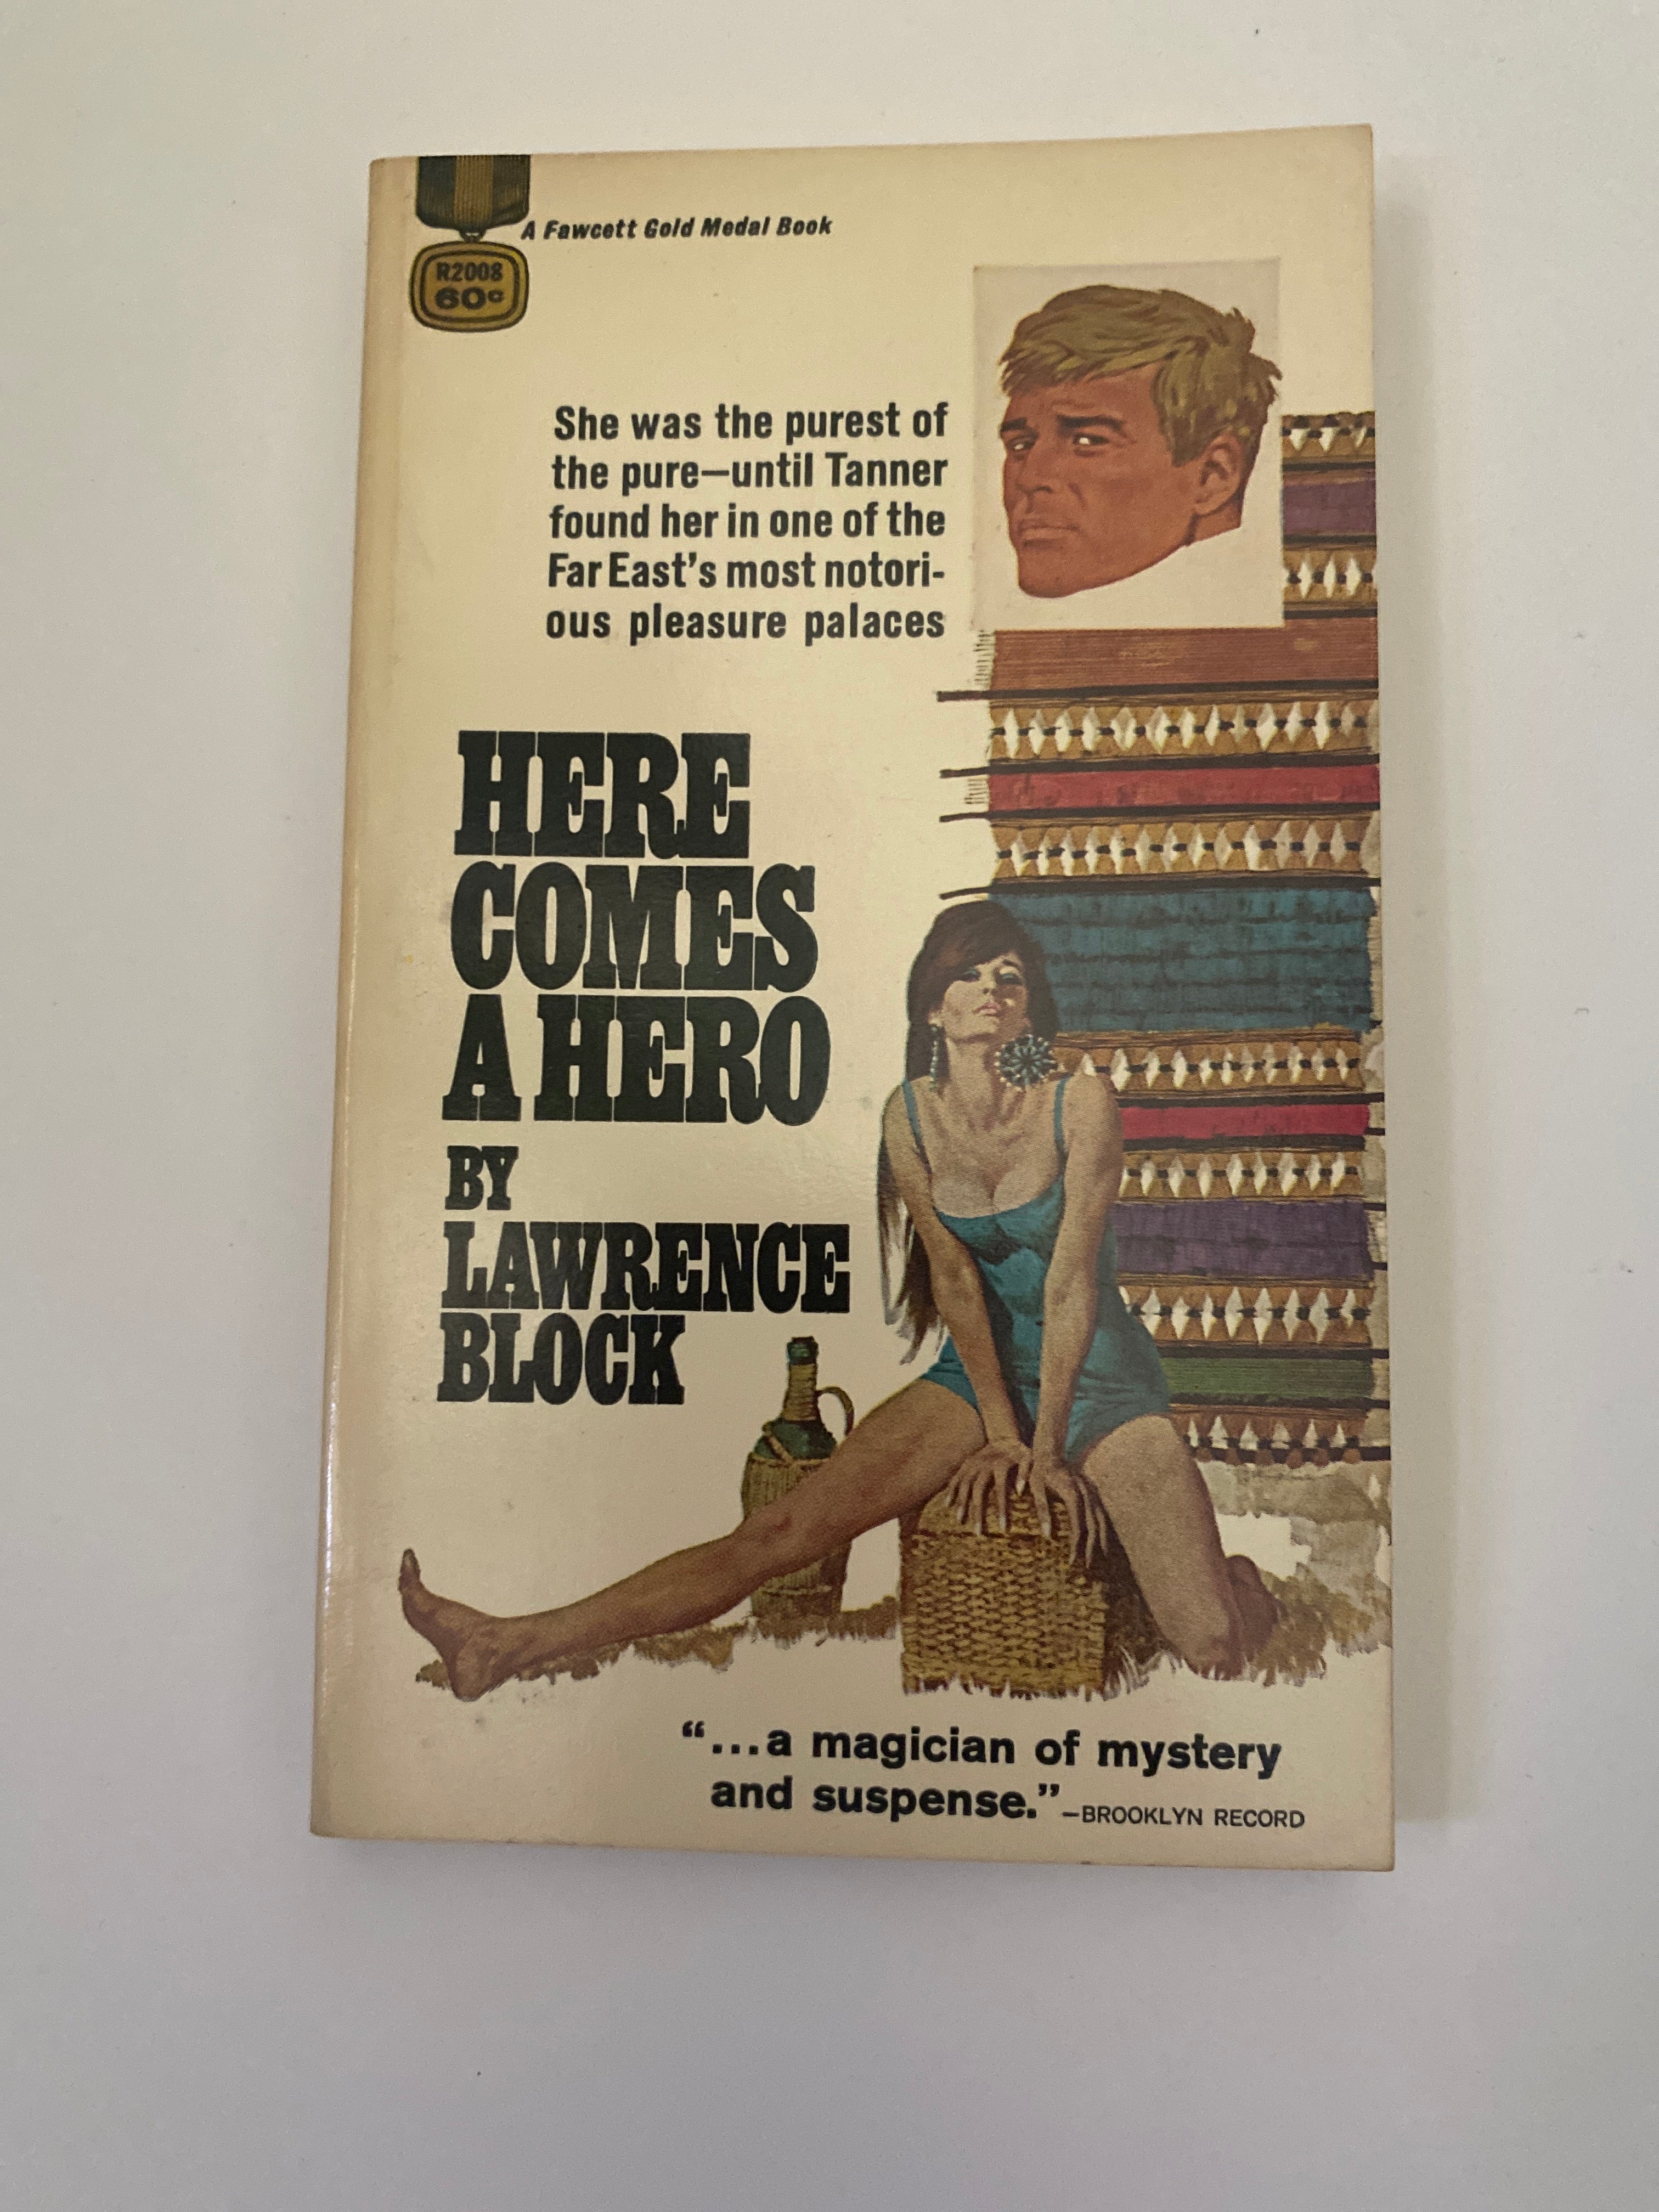 A Fawcett Gold Medal Book
R2008
60c
She was the purest of
the pure—until Tanner
found her in one of the
Far East's most notori-
ous pleasure palaces
HERE
COMES
A HERO
BY
LAWRENCE
BLOCK
“...a magician of mystery
and suspense.”—BROOKLYN RECORD